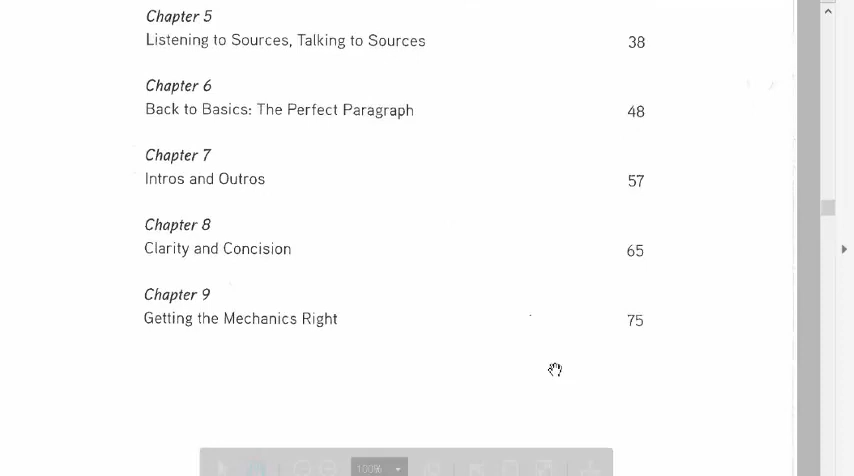 Chapter 5
Listening to Sources, Talking to Sources 38
Chapter 6
Back to Basics: The Perfect Paragraph 48
Chapter 7
Intros and Outros 57
Chapter 8
Clarity and Concision 65
Chapter 9
Getting the Mechanics Right 75
100%